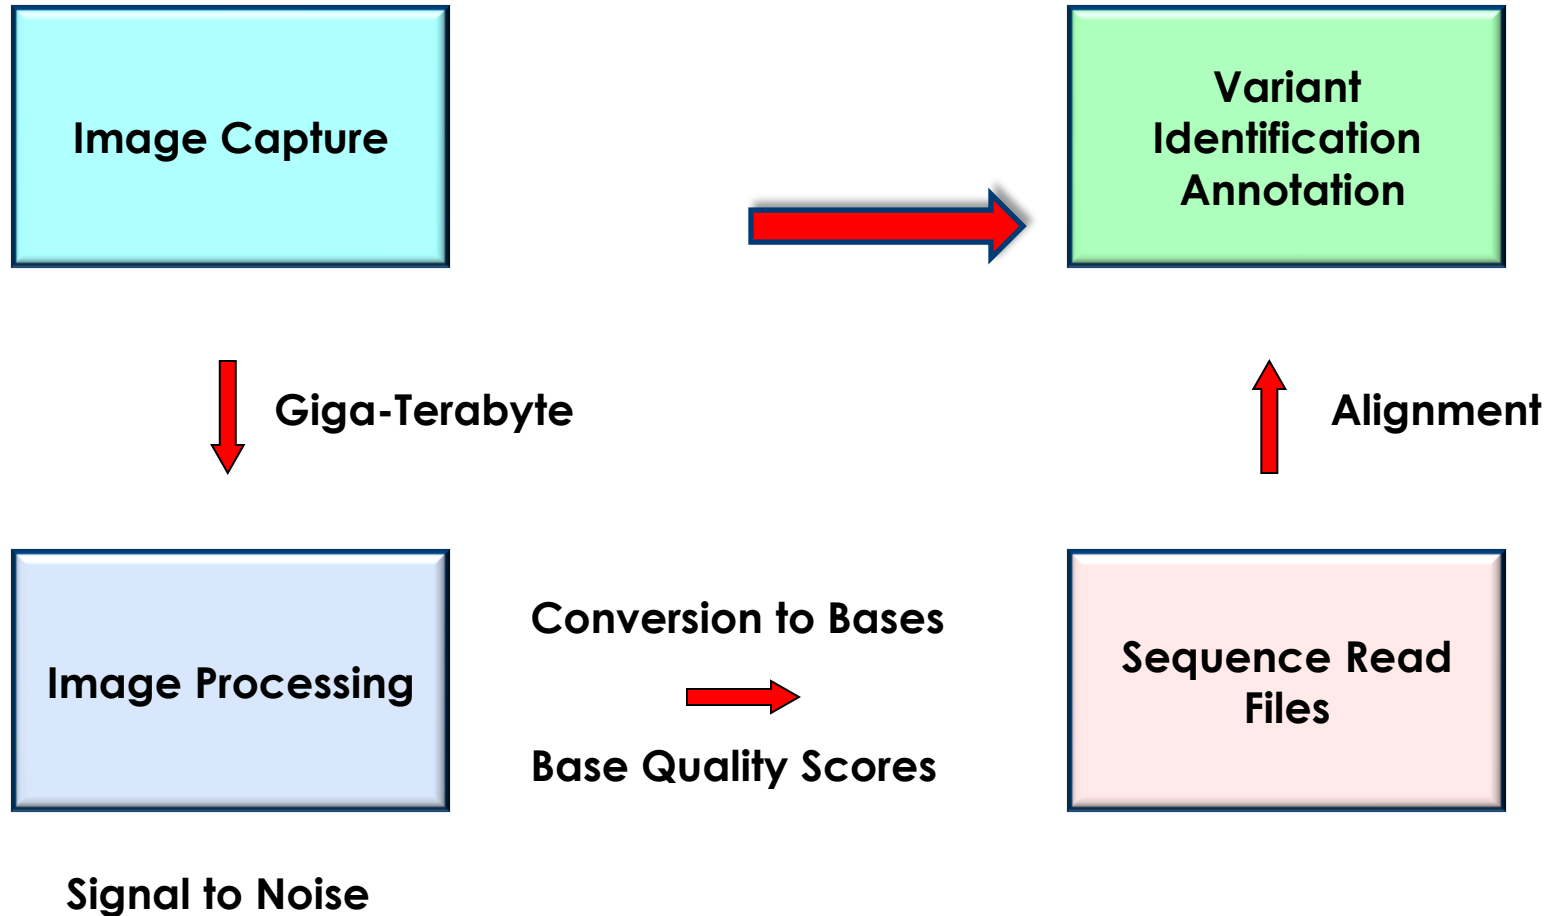 Image Capture
Variant
Identification
Annotation
Giga-Terabyte
Alignment
Image Processing
Conversion to Bases
Base Quality Scores
Sequence Read
Files
Signal to Noise